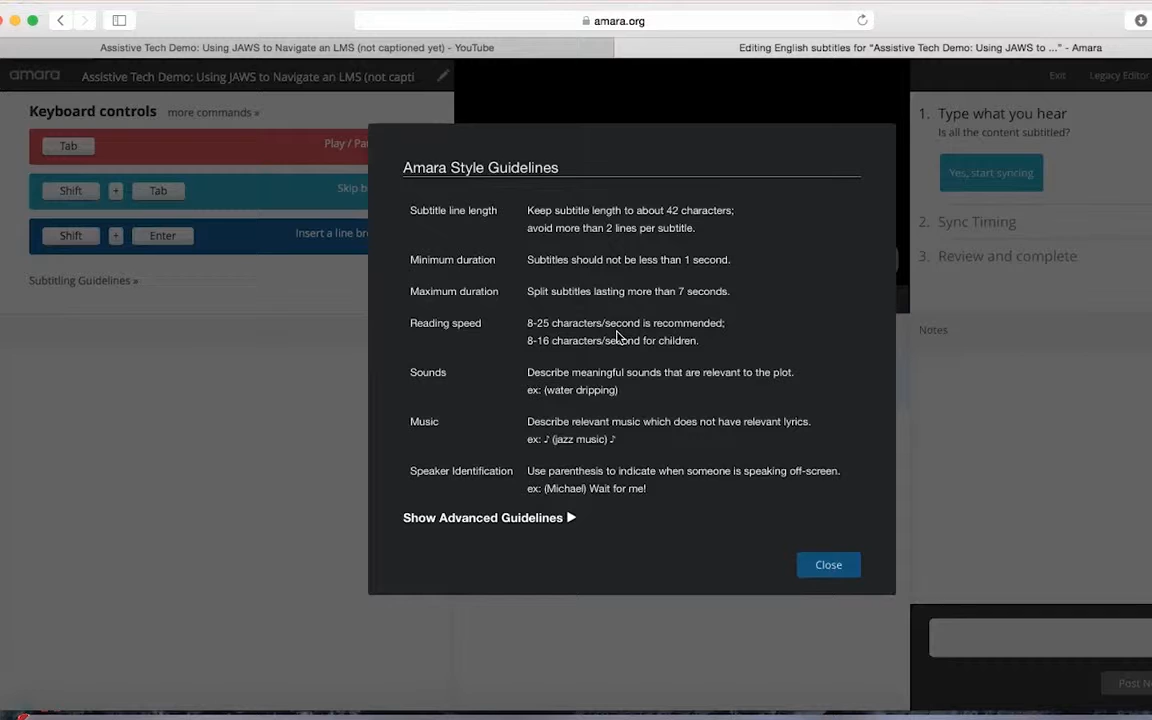 amara.org
Assistive Tech Demo: Using JAWS to Navigate an LMS (not captioned yet) - YouTube
Editing English subtitles for "Assistive Tech Demo: Using JAWS to ..." - Amara
amara
Assistive Tech Demo: Using JAWS to Navigate an LMS (not capti
Exit
Legacy Editor
Keyboard controls
more commands »
Tab
Play / Pa
Shift
+
Tab
Skip b
Shift
+
Enter
Insert a line br
Subtitling Guidelines »
Amara Style Guidelines
Subtitle line length
Keep subtitle length to about 42 characters;
avoid more than 2 lines per subtitle.
Minimum duration
Subtitles should not be less than 1 second.
Maximum duration
Split subtitles lasting more than 7 seconds.
Reading speed
8-25 characters/second is recommended;
8-16 characters/second for children.
Sounds
Describe meaningful sounds that are relevant to the plot.
ex: (water dripping)
Music
Describe relevant music which does not have relevant lyrics.
ex: ♪ (jazz music) ♪
Speaker Identification
Use parenthesis to indicate when someone is speaking off-screen.
ex: (Michael) Wait for me!
Show Advanced Guidelines ▶
Close
1. Type what you hear
Is all the content subtitled?
Yes, start syncing
2. Sync Timing
3. Review and complete
Notes
Post N